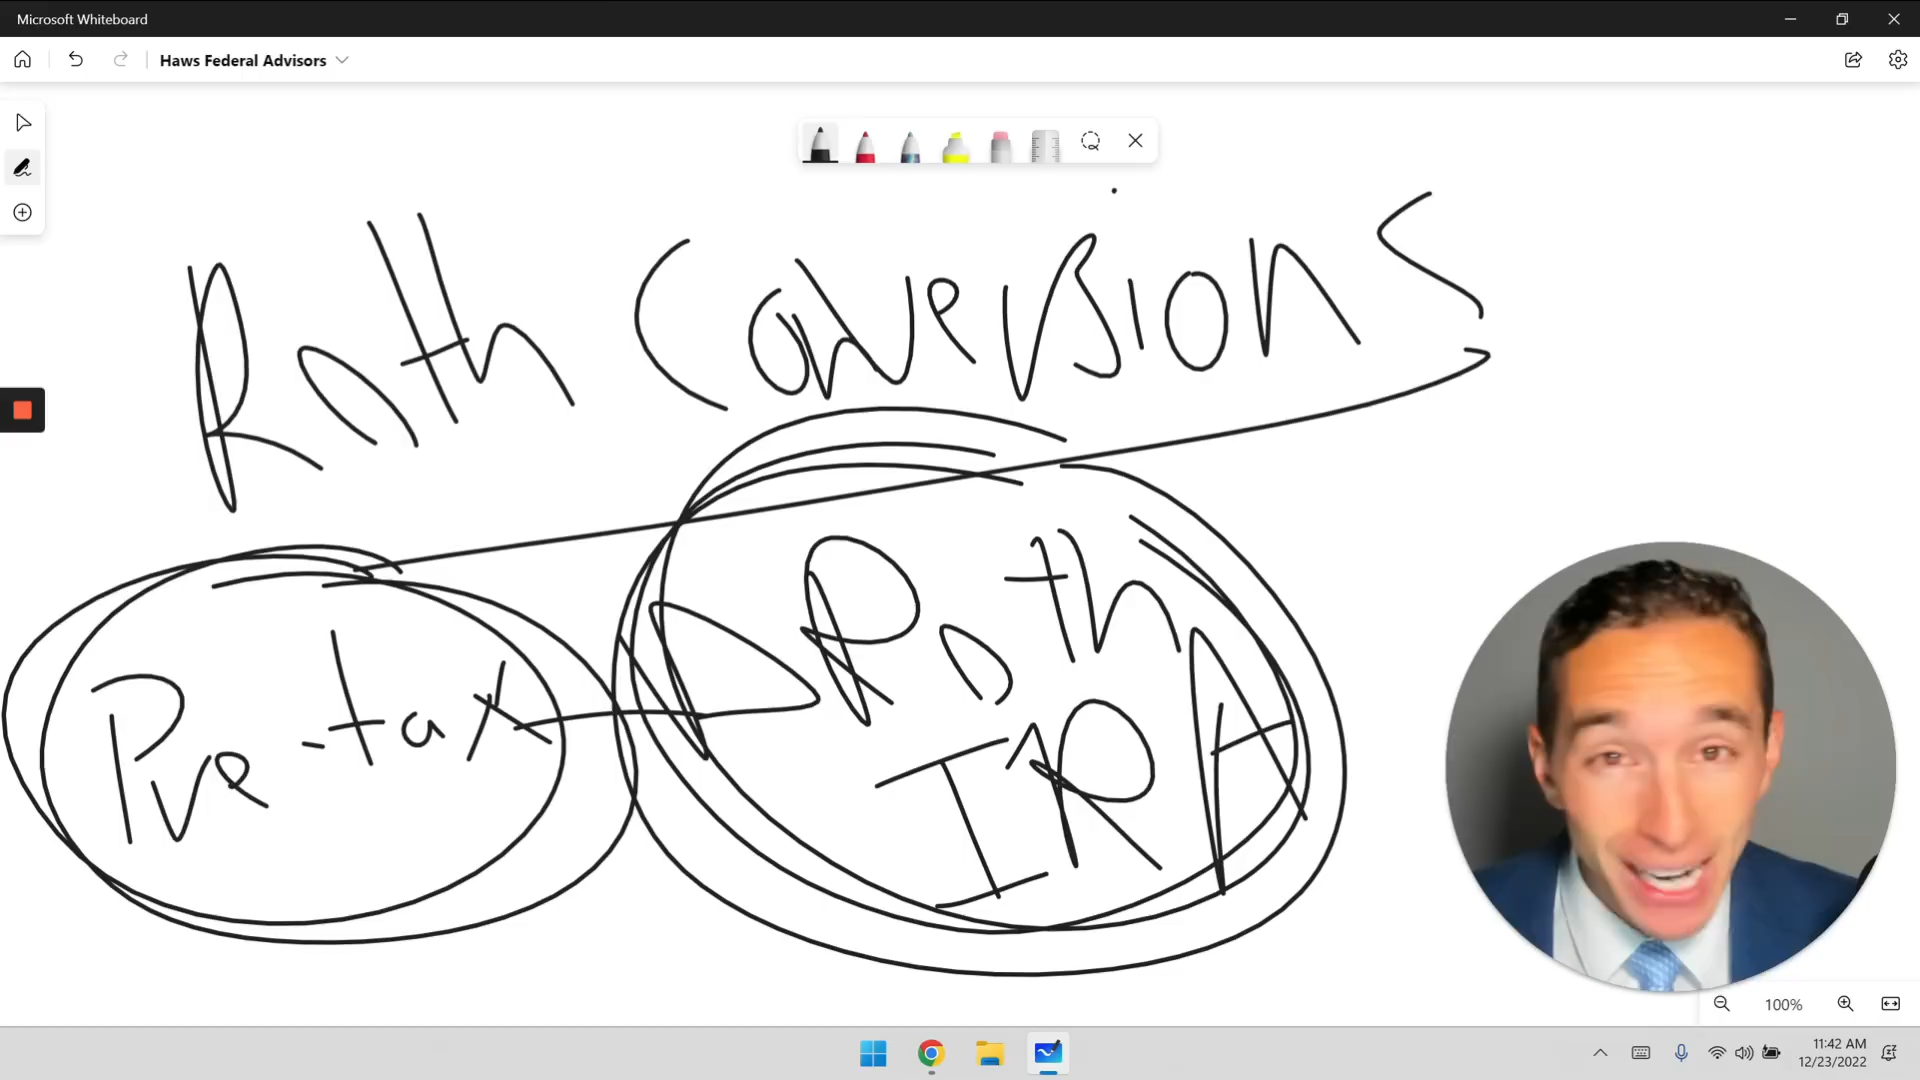 Microsoft Whiteboard
Haws Federal Advisors
Roth Conversions
Pre-tax
Roth
IRA
100%
11:42 AM
12/23/2022